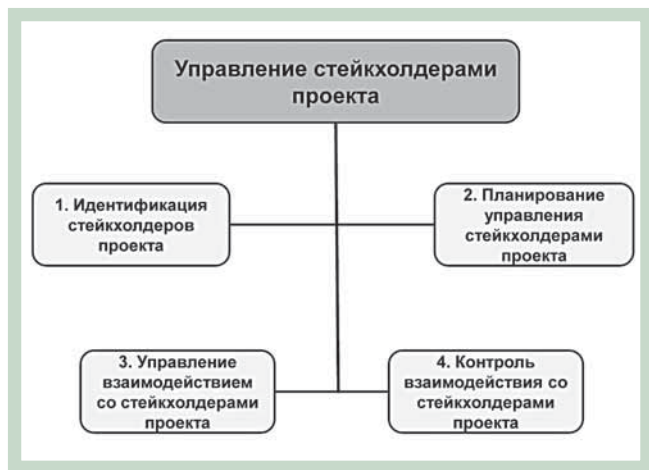 Управление стейкхолдерами
проекта
1. Идентификация
стейкхолдеров
проекта
2. Планирование
управления
стейкхолдерами
проекта
3. Управление
взаимодействием
со стейкхолдерами
проекта
4. Контроль
взаимодействия со
стейкхолдерами
проекта